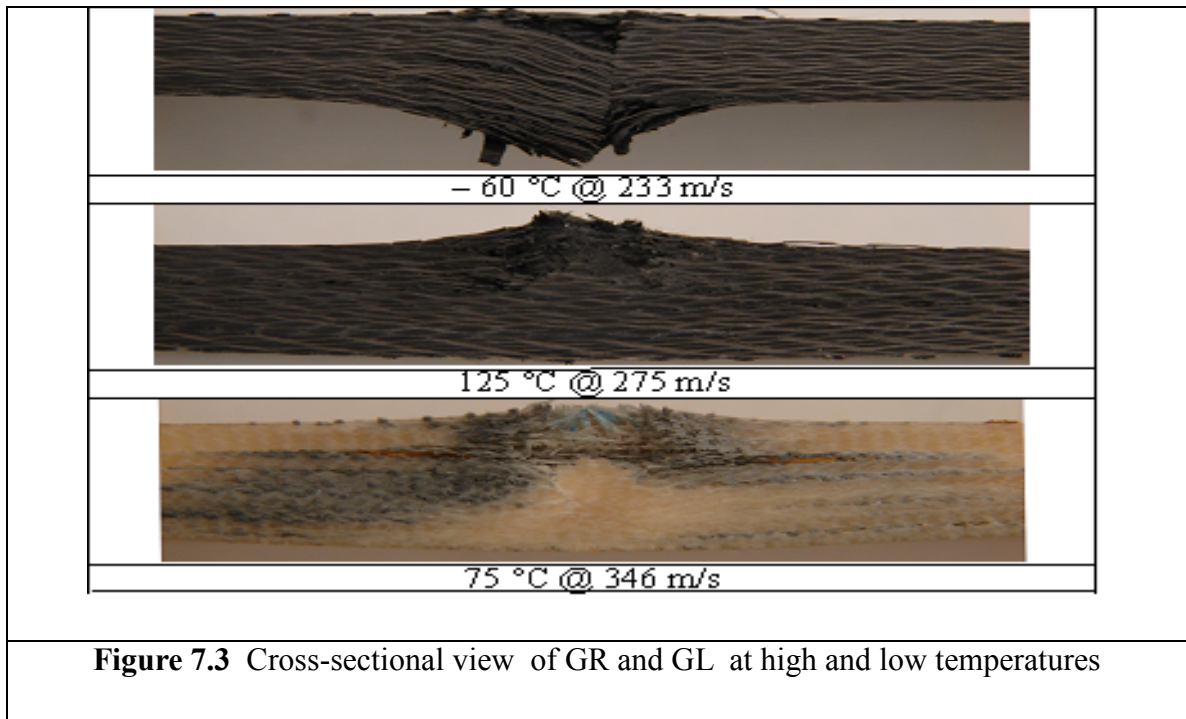 – 60 °C @ 233 m/s
125 °C @ 275 m/s
75 °C @ 346 m/s
Figure 7.3 Cross-sectional view of GR and GL at high and low temperatures